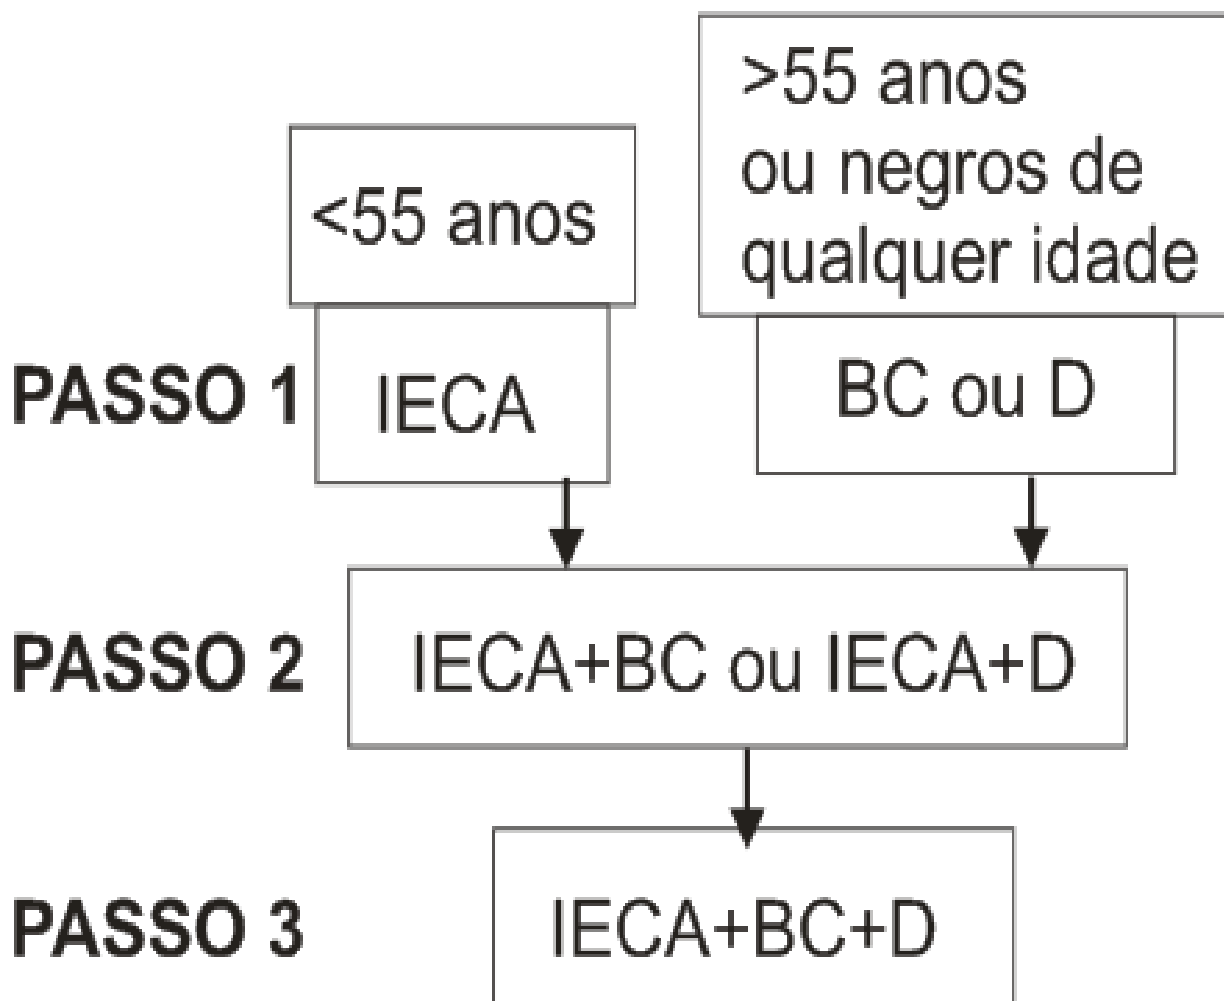 <55 anos
>55 anos
ou negros de
qualquer idade
PASSO 1
IECA
BC ou D
PASSO 2
IECA+BC ou IECA+D
PASSO 3
IECA+BC+D